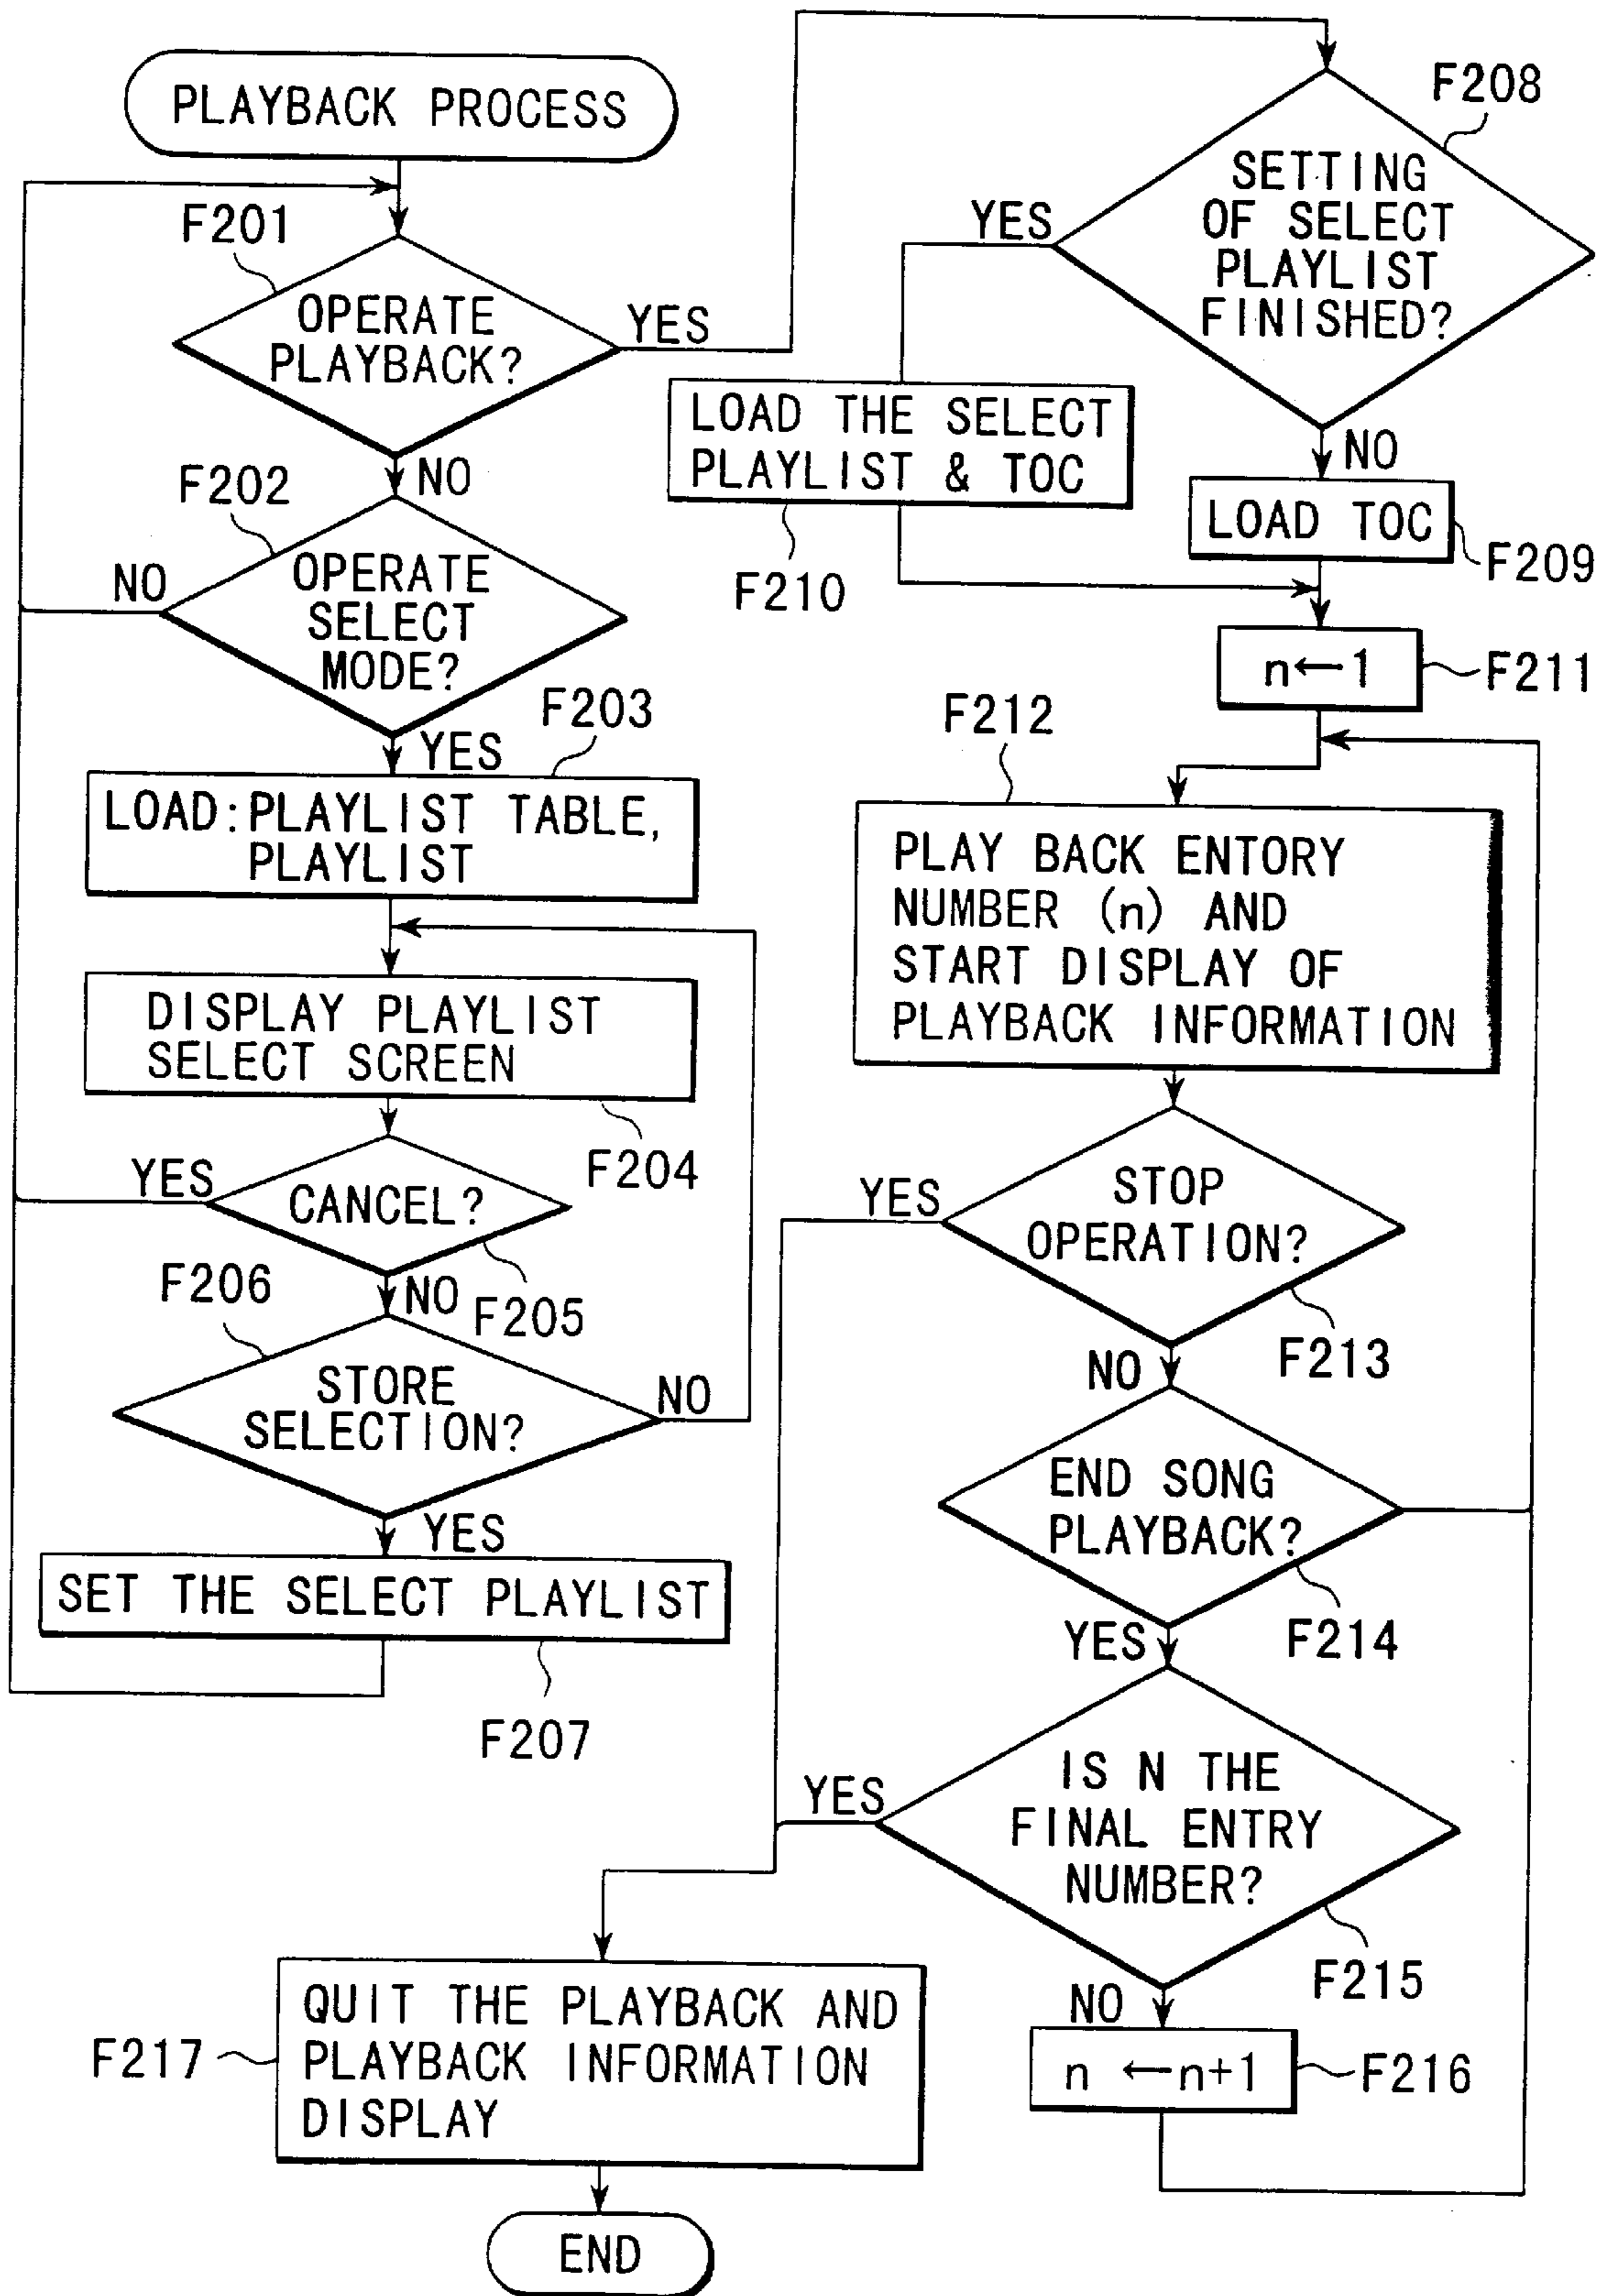 PLAYBACK PROCESS
F201
OPERATE
PLAYBACK?
YES
NO
F202
OPERATE
SELECT
MODE?
NO
YES
F203
LOAD:PLAYLIST TABLE,
PLAYLIST
DISPLAY PLAYLIST
SELECT SCREEN
F204
CANCEL?
YES
NO
F205
F206
STORE
SELECTION?
NO
YES
SET THE SELECT PLAYLIST
F207
F208
SETTING
OF SELECT
PLAYLIST
FINISHED?
YES
NO
LOAD THE SELECT
PLAYLIST & TOC
F210
LOAD TOC
F209
n←1
F211
F212
PLAY BACK ENTORY
NUMBER (n) AND
START DISPLAY OF
PLAYBACK INFORMATION
STOP
OPERATION?
YES
NO
F213
END SONG
PLAYBACK?
YES
F214
IS N THE
FINAL ENTRY
NUMBER?
YES
NO
F215
n ←n+1
F216
QUIT THE PLAYBACK AND
PLAYBACK INFORMATION
DISPLAY
F217
END